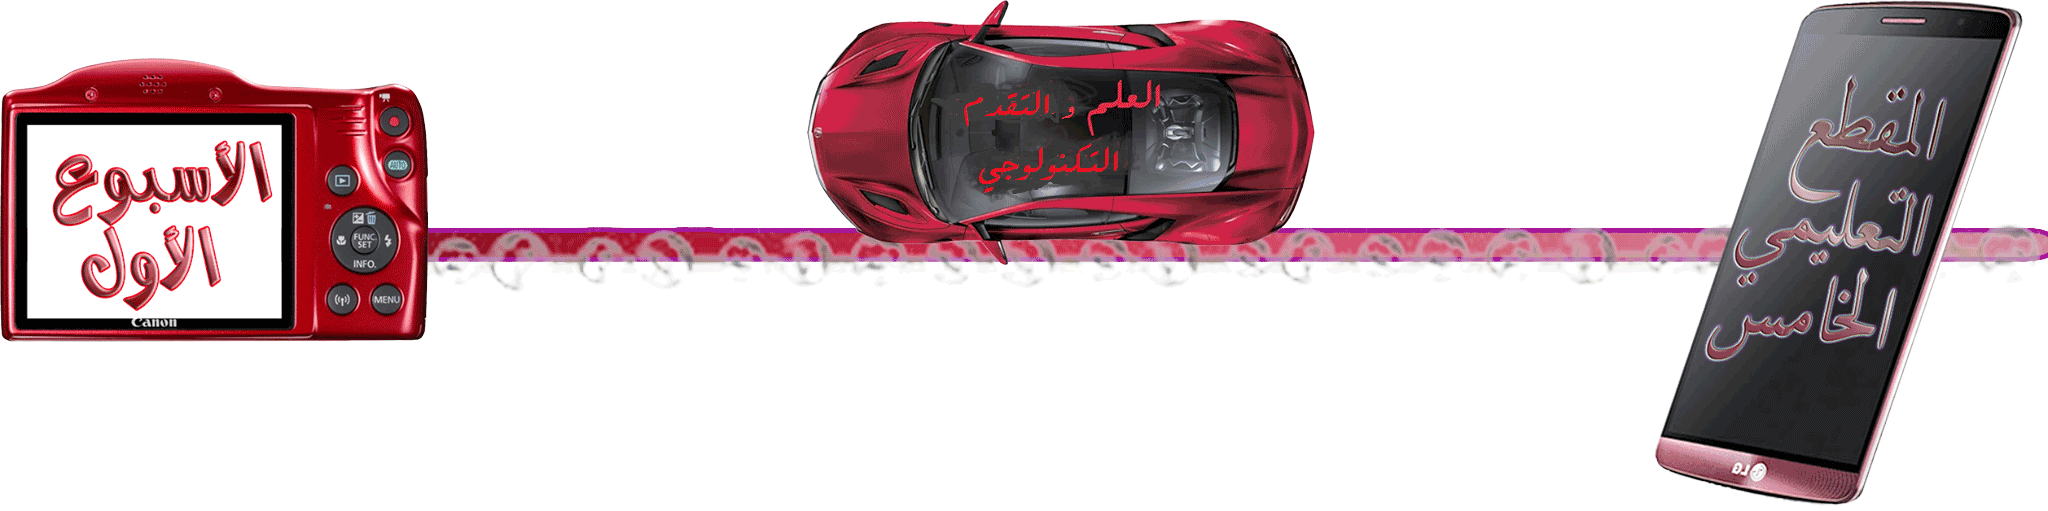 المقطع
التعليمي
الخامس
LG
العلم و التقدم
التكنولوجي
الأسبوع
الأول
AUTO
FUNC.
SET
INFO.
MENU
Canon